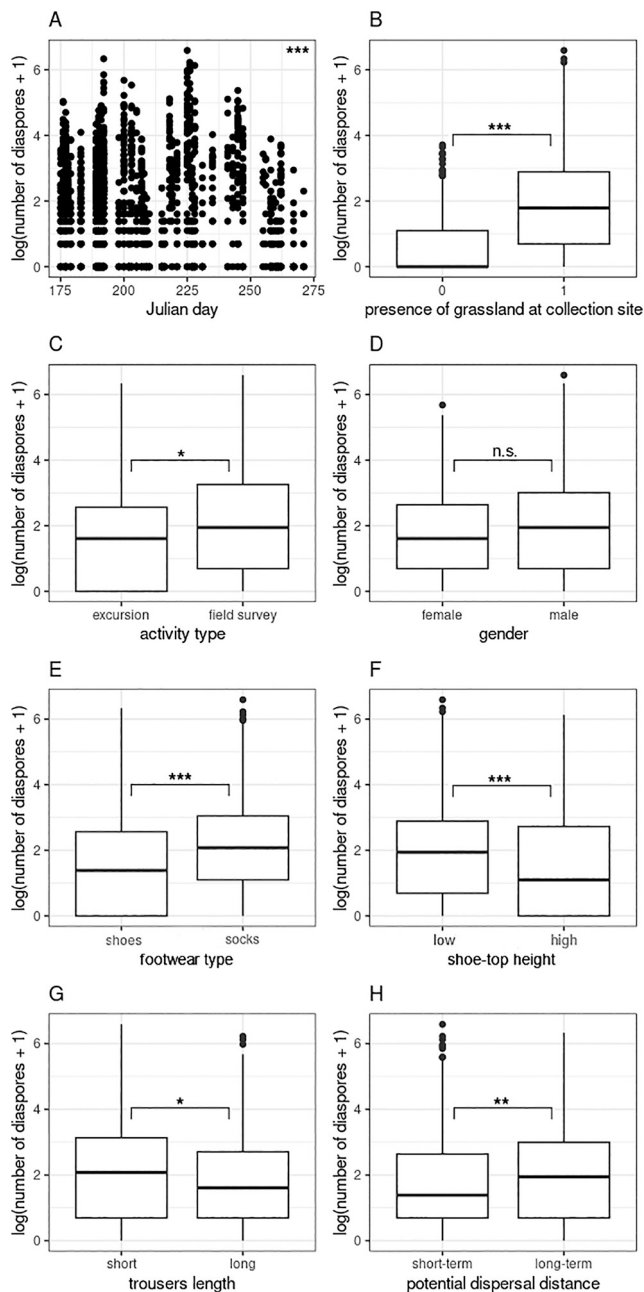 A
log(number of diaspores + 1)
***
6
4
2
0
175
200
225
250
275
Julian day
B
log(number of diaspores + 1)
***
6
4
2
0
0
1
presence of grassland at collection site
C
log(number of diaspores + 1)
*
6
4
2
0
excursion
field survey
activity type
D
log(number of diaspores + 1)
n.s.
6
4
2
0
female
male
gender
E
log(number of diaspores + 1)
***
6
4
2
0
shoes
socks
footwear type
F
log(number of diaspores + 1)
***
6
4
2
0
low
high
shoe-top height
G
log(number of diaspores + 1)
*
6
4
2
0
short
long
trousers length
H
log(number of diaspores + 1)
**
6
4
2
0
short-term
long-term
potential dispersal distance